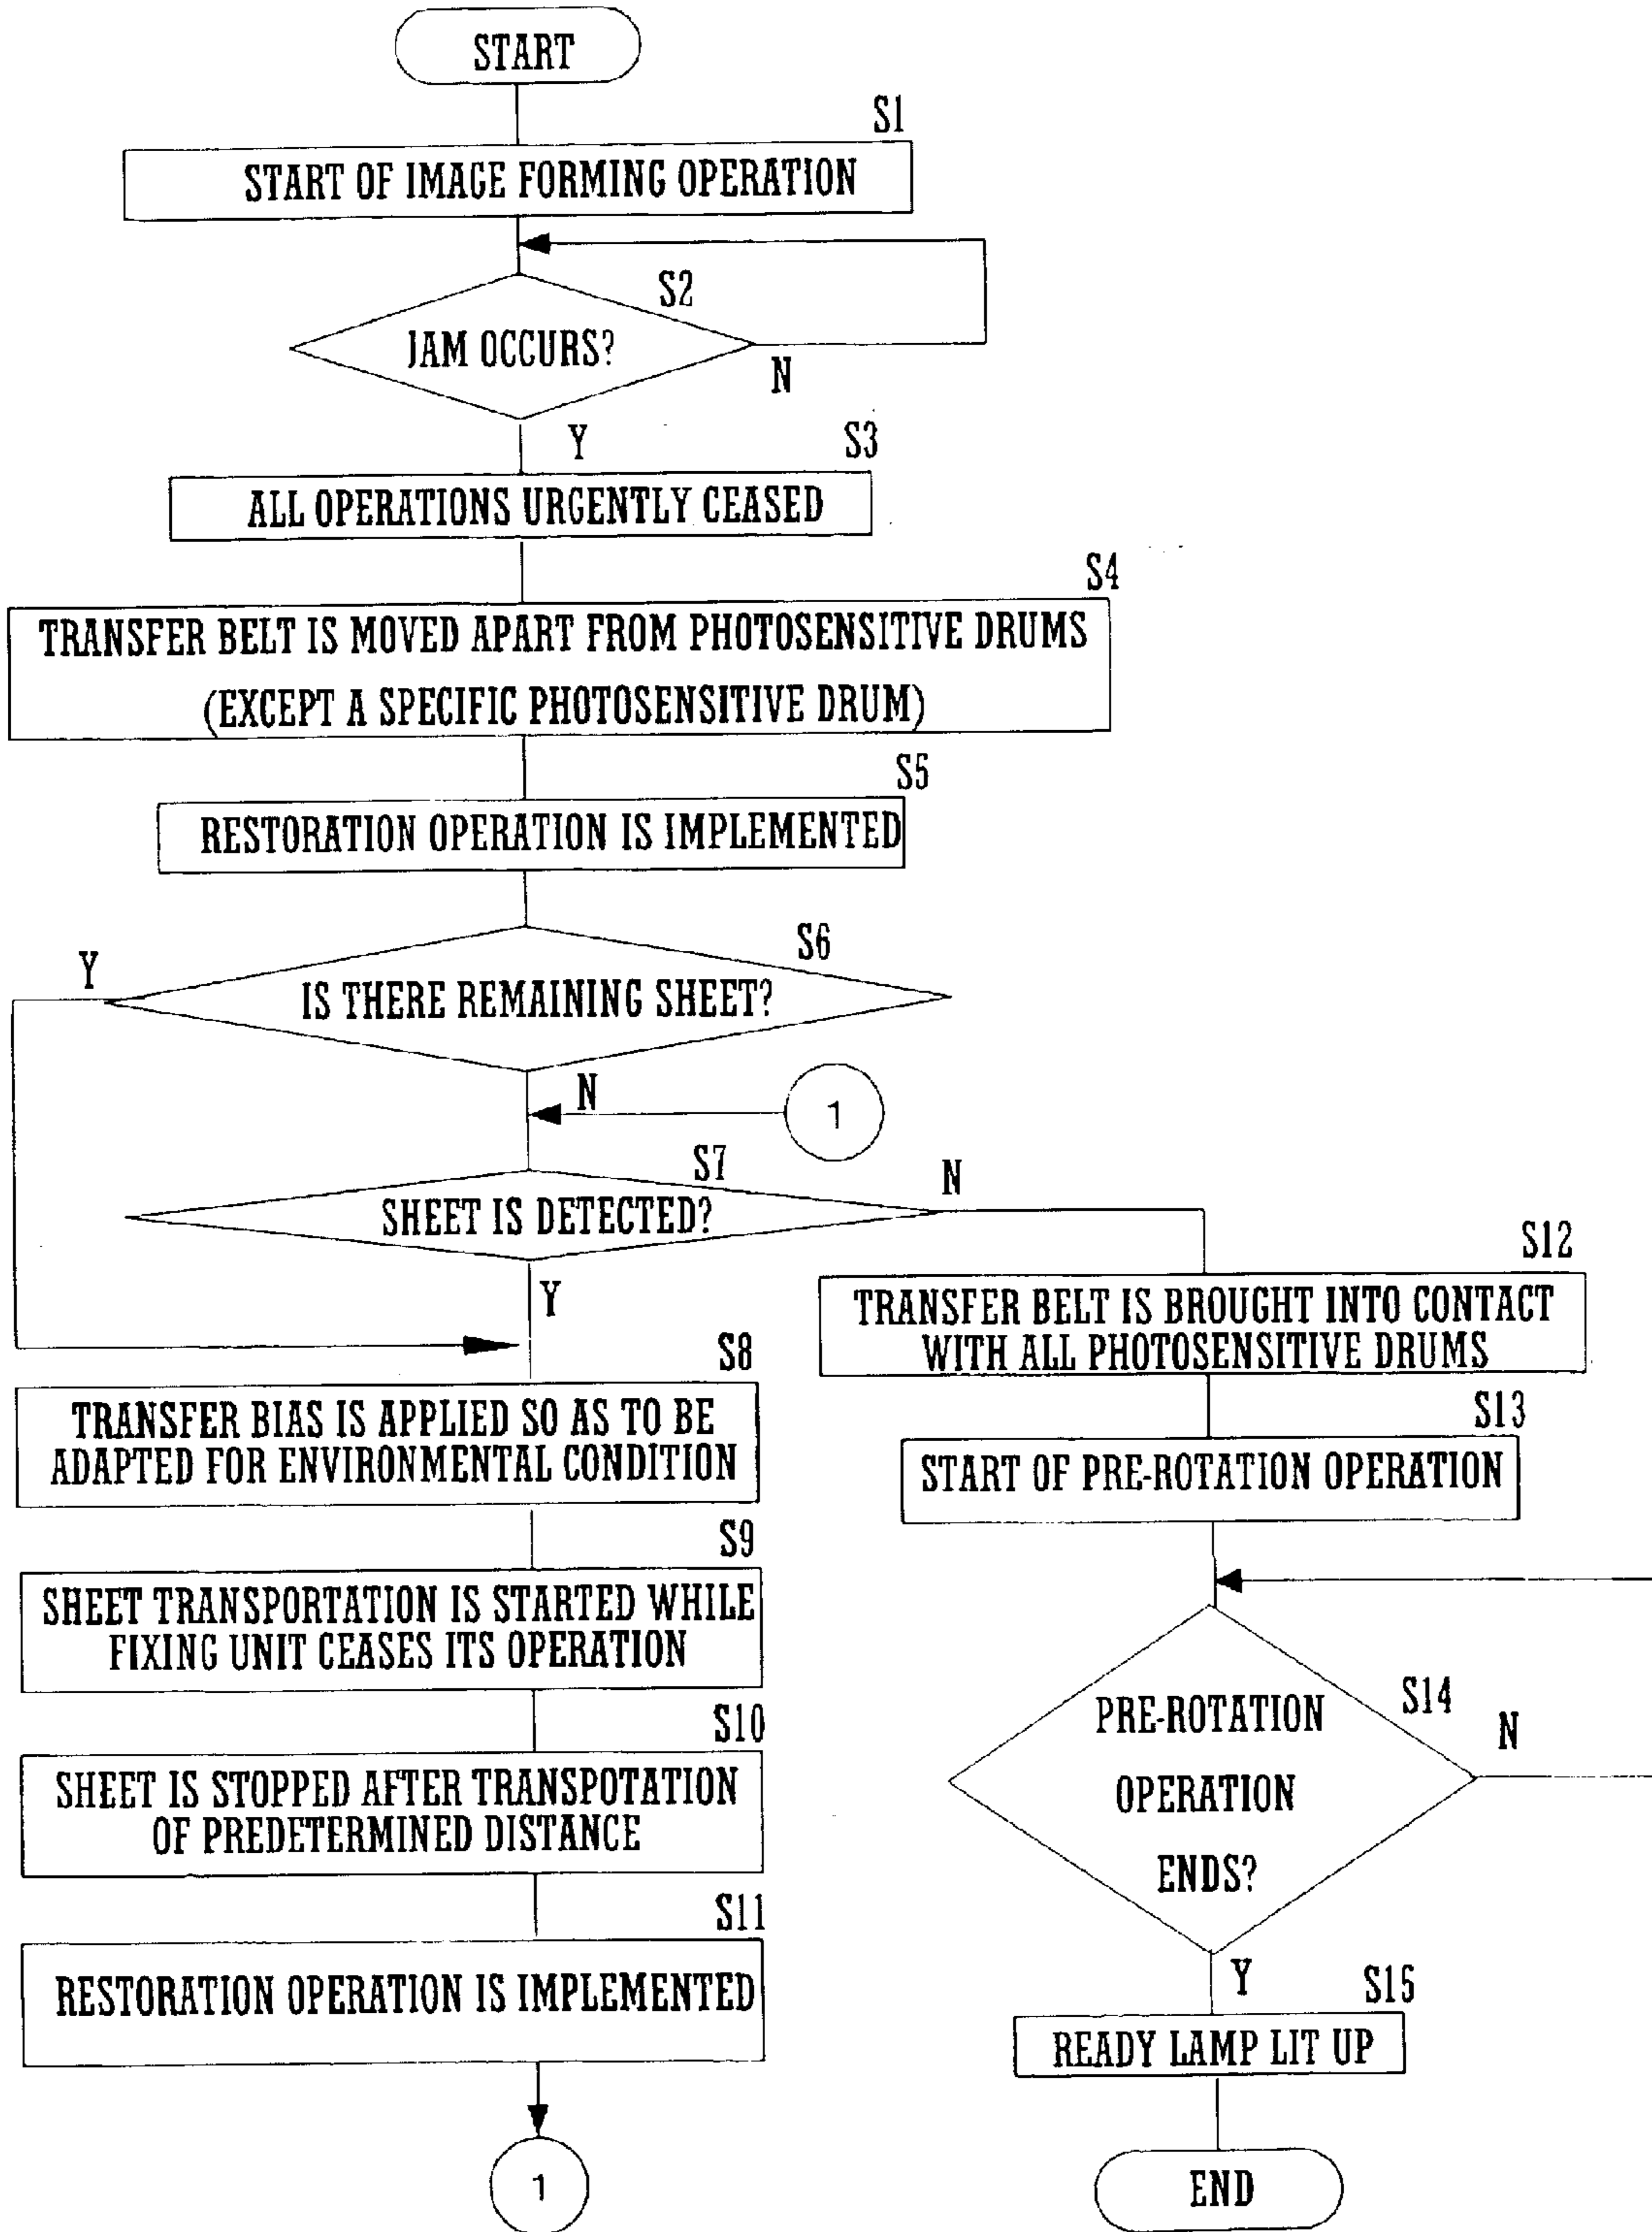 START
S1
START OF IMAGE FORMING OPERATION
S2
JAM OCCURS?
N
Y
S3
ALL OPERATIONS URGENTLY CEASED
S4
TRANSFER BELT IS MOVED APART FROM PHOTOSENSITIVE DRUMS
(EXCEPT A SPECIFIC PHOTOSENSITIVE DRUM)
S5
RESTORATION OPERATION IS IMPLEMENTED
S6
Y
IS THERE REMAINING SHEET?
N
1
S7
N
SHEET IS DETECTED?
Y
S8
TRANSFER BIAS IS APPLIED SO AS TO BE
ADAPTED FOR ENVIRONMENTAL CONDITION
S9
SHEET TRANSPORTATION IS STARTED WHILE
FIXING UNIT CEASES ITS OPERATION
S10
SHEET IS STOPPED AFTER TRANSPOTATION
OF PREDETERMINED DISTANCE
S11
RESTORATION OPERATION IS IMPLEMENTED
1
S12
TRANSFER BELT IS BROUGHT INTO CONTACT
WITH ALL PHOTOSENSITIVE DRUMS
S13
START OF PRE-ROTATION OPERATION
S14
PRE-ROTATION
OPERATION
ENDS?
N
Y
S15
READY LAMP LIT UP
END